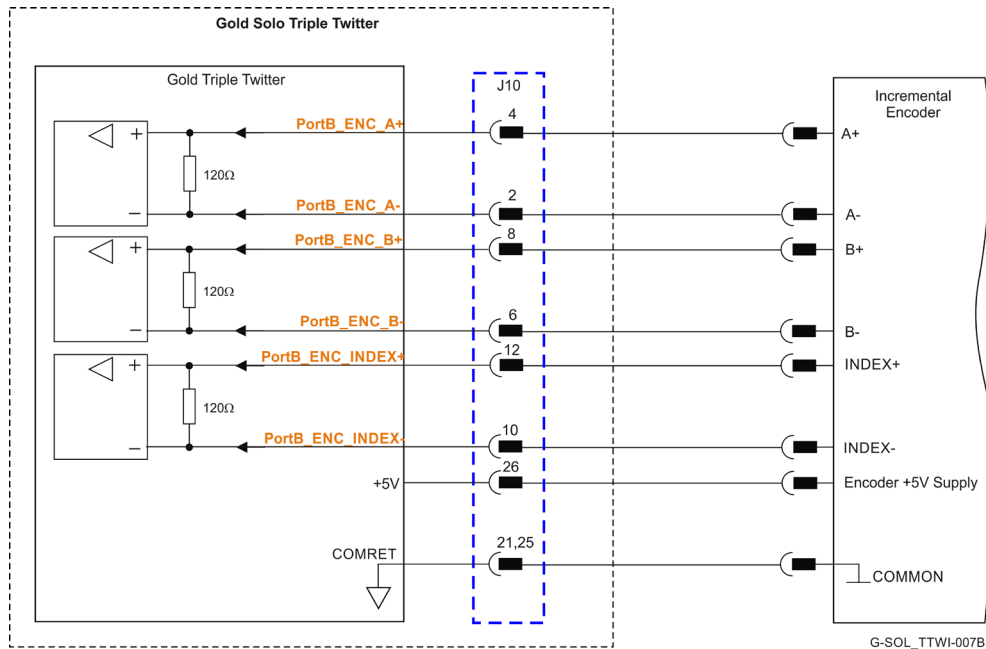 Gold Solo Triple Twitter
Gold Triple Twitter
J10
Incremental
Encoder
PortB_ENC_A+
4
A+
+
120Ω
PortB_ENC_A-
2
A-
−
PortB_ENC_B+
8
B+
+
120Ω
PortB_ENC_B-
6
B-
−
PortB_ENC_INDEX+
12
INDEX+
+
120Ω
PortB_ENC_INDEX-
10
INDEX-
−
+5V
26
Encoder +5V Supply
COMRET
21,25
COMMON
G-SOL_TTWI-007B